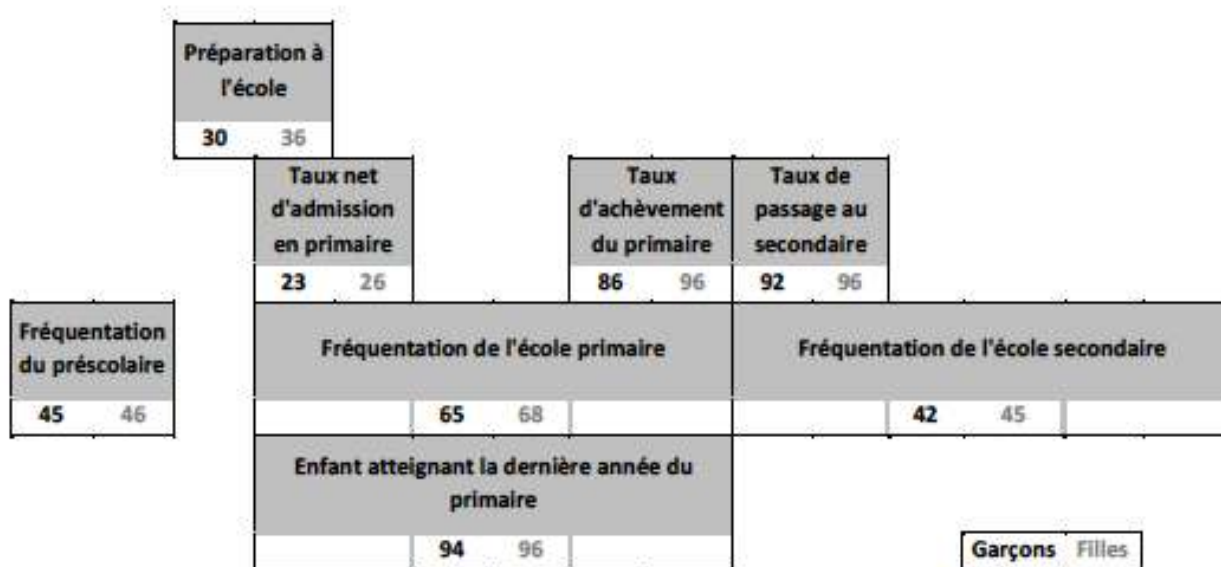 Préparation à
l'école
30 36
Taux net
d'admission
en primaire
23 26
Taux
d'achèvement
du primaire
86 96
Taux de
passage au
secondaire
92 96
Fréquentation
du préscolaire
45 46
Fréquentation de l'école primaire
65 68
Fréquentation de l'école secondaire
42 45
Enfant atteignant la dernière année du
primaire
94 96
Garçons Filles